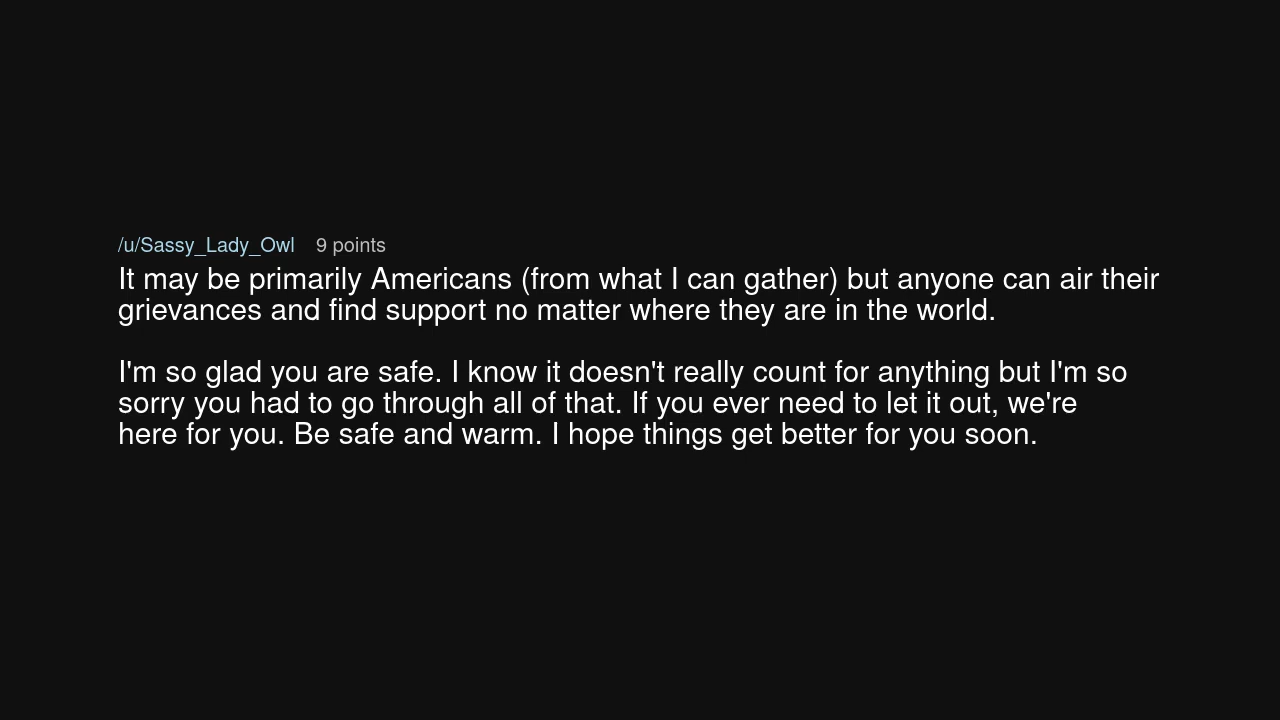 /u/Sassy_Lady_Owl 9 points
It may be primarily Americans (from what I can gather) but anyone can air their
grievances and find support no matter where they are in the world.
I'm so glad you are safe. I know it doesn't really count for anything but I'm so
sorry you had to go through all of that. If you ever need to let it out, we're
here for you. Be safe and warm. I hope things get better for you soon.